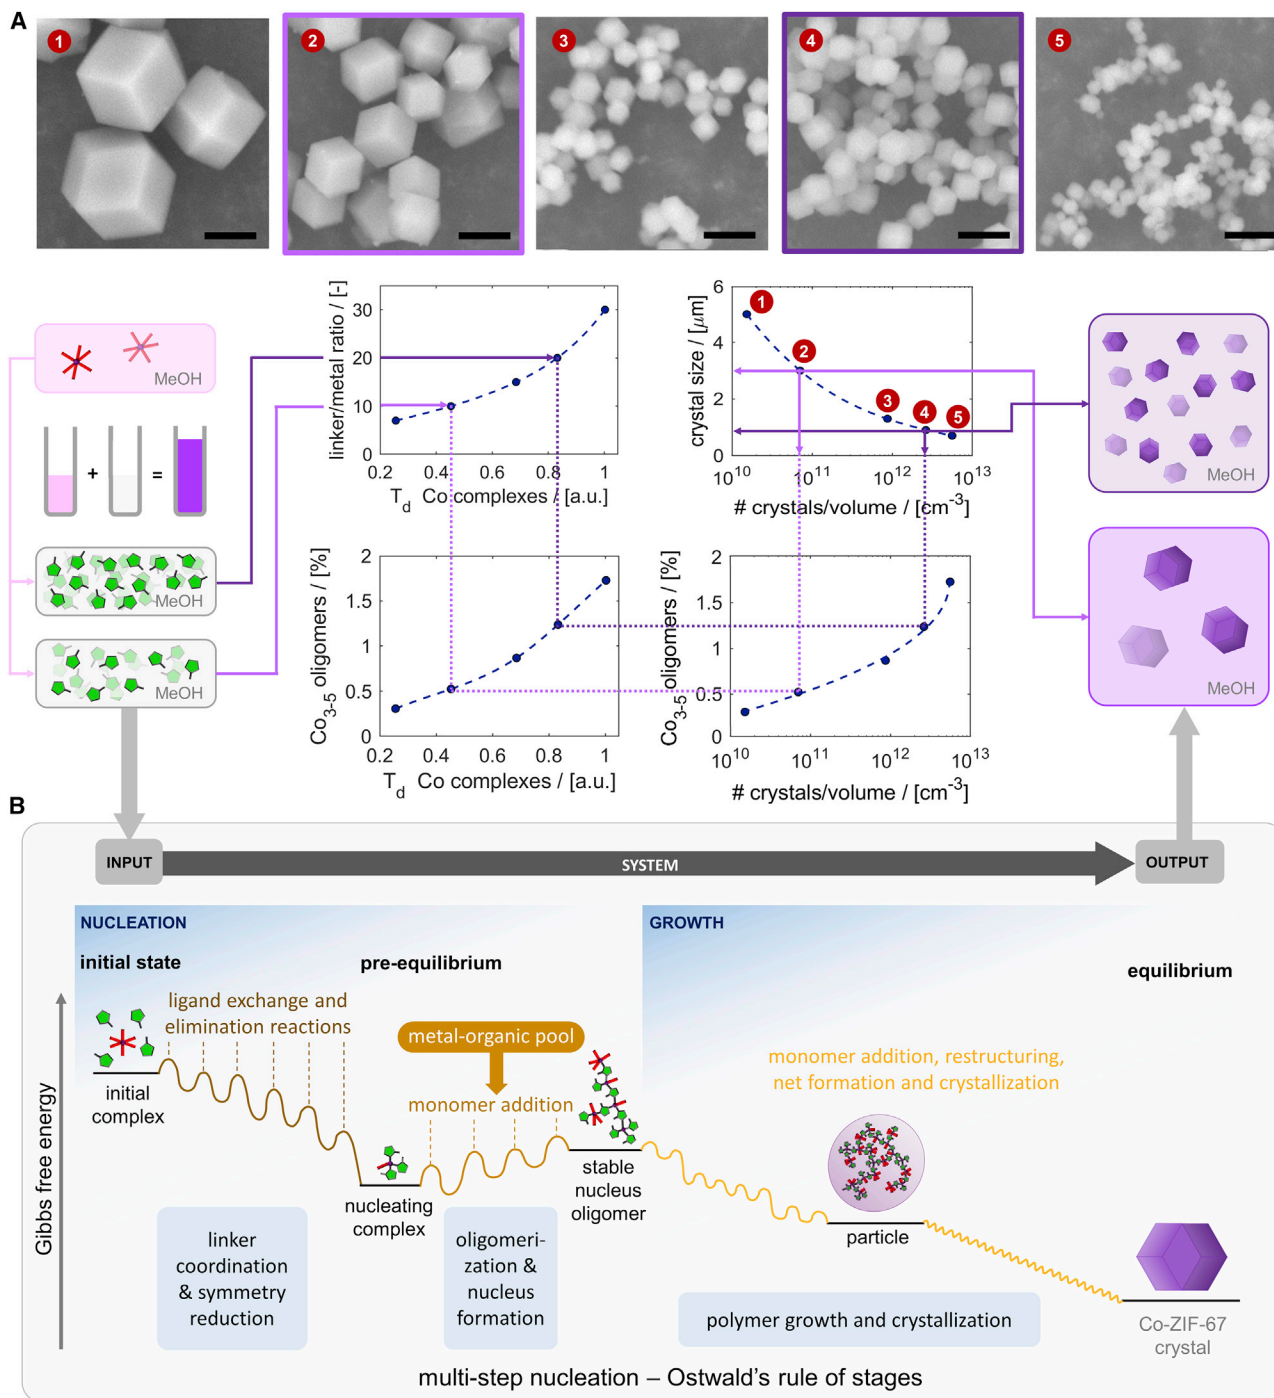 A
1
2
3
4
5
MeOH
+
=
MeOH
MeOH
linker/metal ratio / [-]
30
20
10
0
0.2
0.4
0.6
0.8
1
Td Co complexes / [a.u.]
crystal size / [μm]
6
4
2
0
1
2
3
4
5
10^10
10^11
10^12
10^13
# crystals/volume / [cm^-3]
MeOH
MeOH
Co3-5 oligomers / [%]
2
1.5
1
0.5
0
0.2
0.4
0.6
0.8
1
Td Co complexes / [a.u.]
Co3-5 oligomers / [%]
2
1.5
1
0.5
0
10^10
10^11
10^12
10^13
# crystals/volume / [cm^-3]
B
INPUT
SYSTEM
OUTPUT
NUCLEATION
GROWTH
initial state
pre-equilibrium
equilibrium
ligand exchange and
elimination reactions
metal-organic pool
monomer addition
monomer addition, restructuring,
net formation and crystallization
Gibbs free energy
initial
complex
nucleating
complex
stable
nucleus
oligomer
particle
Co-ZIF-67
crystal
linker
coordination
& symmetry
reduction
oligomeri-
zation &
nucleus
formation
polymer growth and crystallization
multi-step nucleation – Ostwald's rule of stages